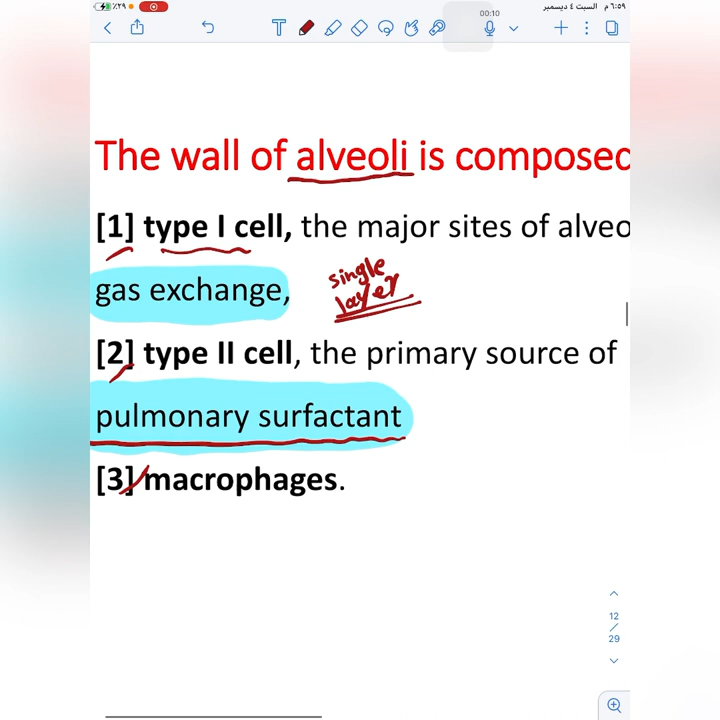 ٪٢٩
٦:٥٩ م السبت ٤ ديسمبر
00:10
T
The wall of alveoli is composed
[1] type I cell, the major sites of alveo
gas exchange,
single
layer
[2] type II cell, the primary source of
pulmonary surfactant
[3] macrophages.
12
/
29